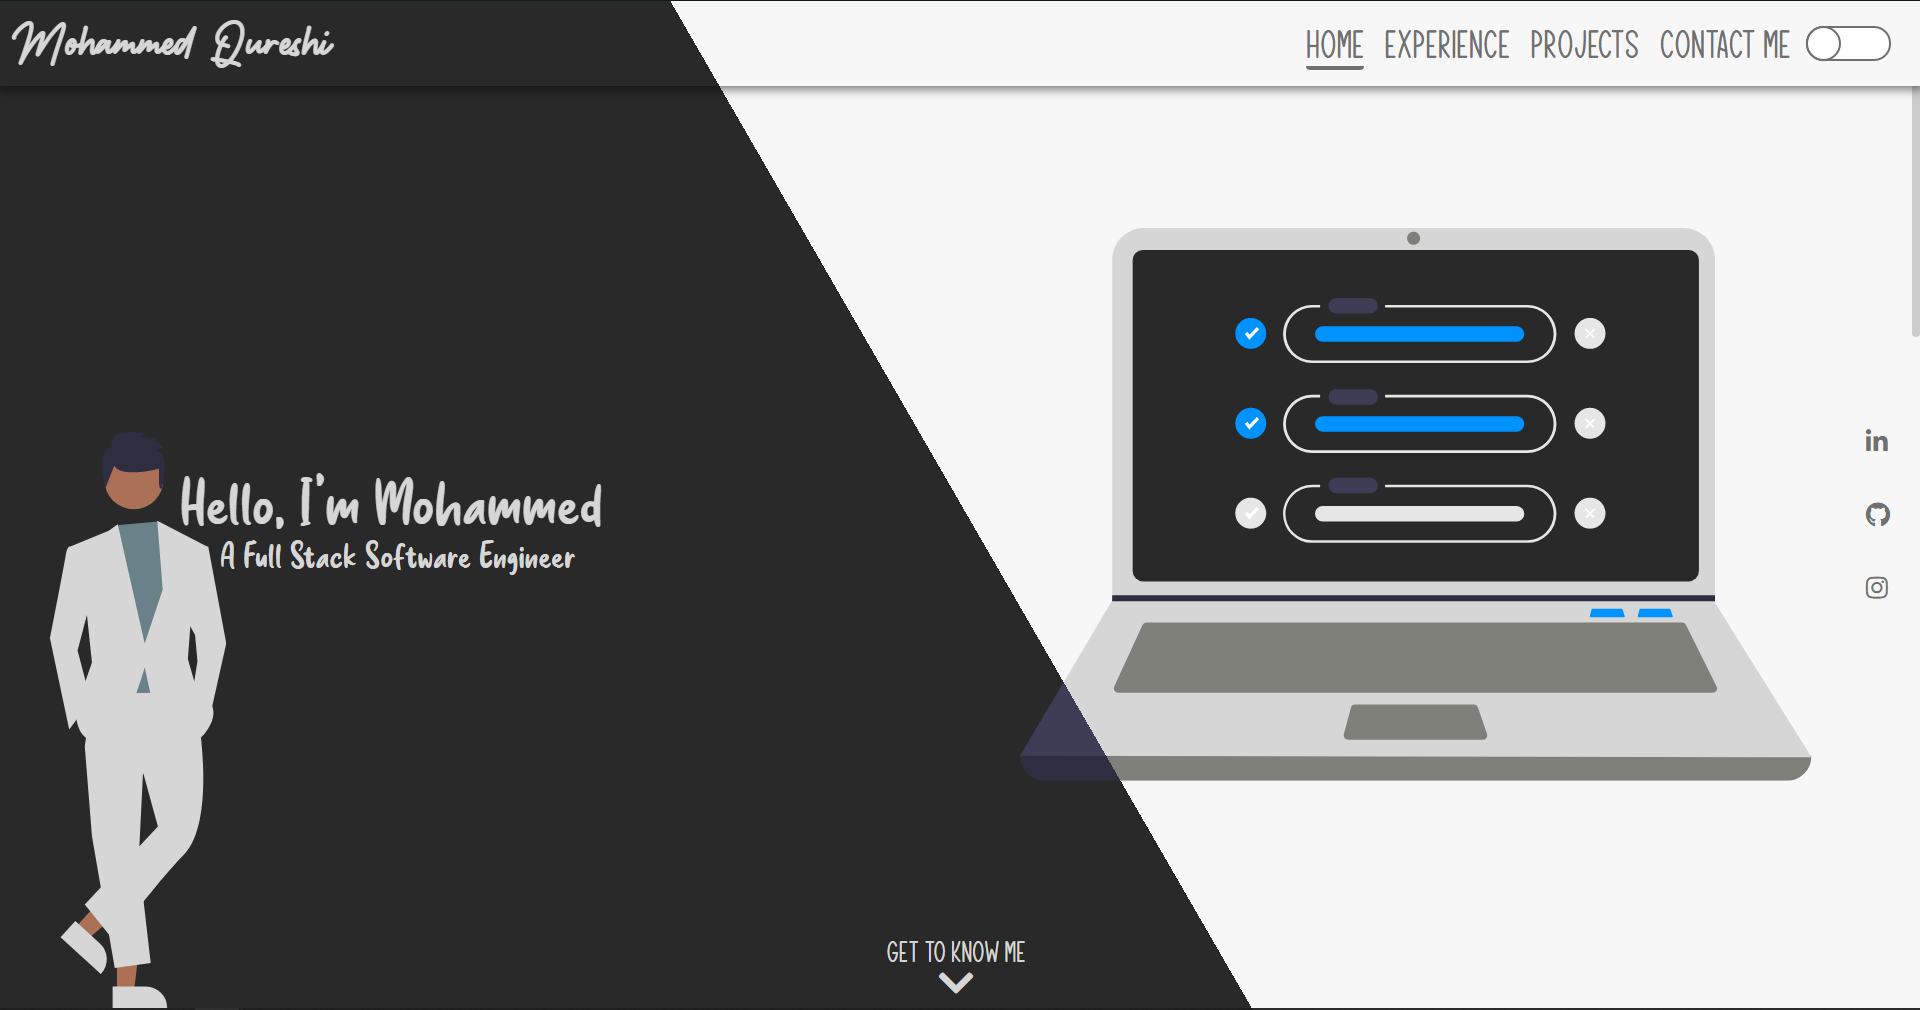 Mohammed Qureshi
HOME EXPERIENCE PROJECTS CONTACT ME
Hello, I'm Mohammed
A Full Stack Software Engineer
in
GET TO KNOW ME